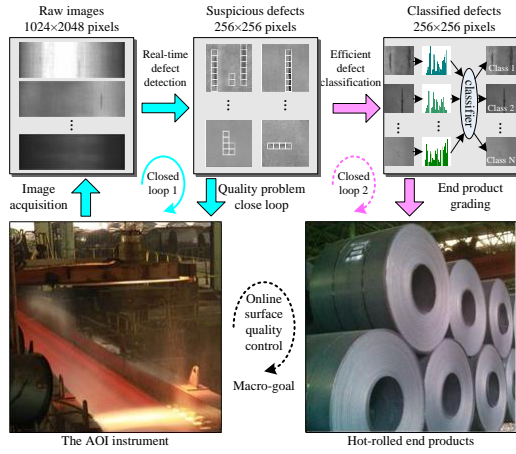 Raw images
1024×2048 pixels
Suspicious defects
256×256 pixels
Classified defects
256×256 pixels
Real-time
defect
detection
Efficient
defect
classification
classifier
Class 1
Class 2
Class N
Image
acquisition
Closed
loop 1
Quality problem
close loop
Closed
loop 2
End product
grading
Online
surface
quality
control
Macro-goal
The AOI instrument
Hot-rolled end products